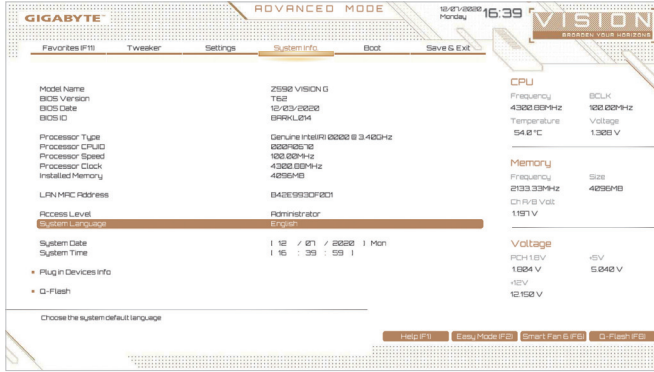 GIGABYTE™
ADVANCED MODE
12/07/2020
Monday
16:39
VISION
BROADEN YOUR HORIZONS
Favorites (F11) Tweaker Settings System Info Boot Save & Exit
Model Name Z590 VISION G
BIOS Version T62
BIOS Date 12/03/2020
BIOS ID 8ARKL014
Processor Type Genuine Intel(R) 0000 @ 3.40GHz
Processor CPUID 000A0670
Processor Speed 100.00MHz
Processor Clock 4300.88MHz
Installed Memory 4096MB
LAN MAC Address B42E993DF0D1
Access Level Administrator
System Language English
System Date [ 12 / 07 / 2020 ] Mon
System Time [ 16 : 39 : 59 ]
Plug in Devices Info
Q-Flash
Choose the system default language
CPU
Frequency BCLK
4300.88MHz 100.00MHz
Temperature Voltage
54.0 °C 1.308 V
Memory
Frequency Size
2133.33MHz 4096MB
Ch A/B Volt
1.197 V
Voltage
PCH 1.8V +5V
1.804 V 5.040 V
+12V
12.150 V
Help (F1) Easy Mode (F2) Smart Fan 6 (F6) Q-Flash (F8)